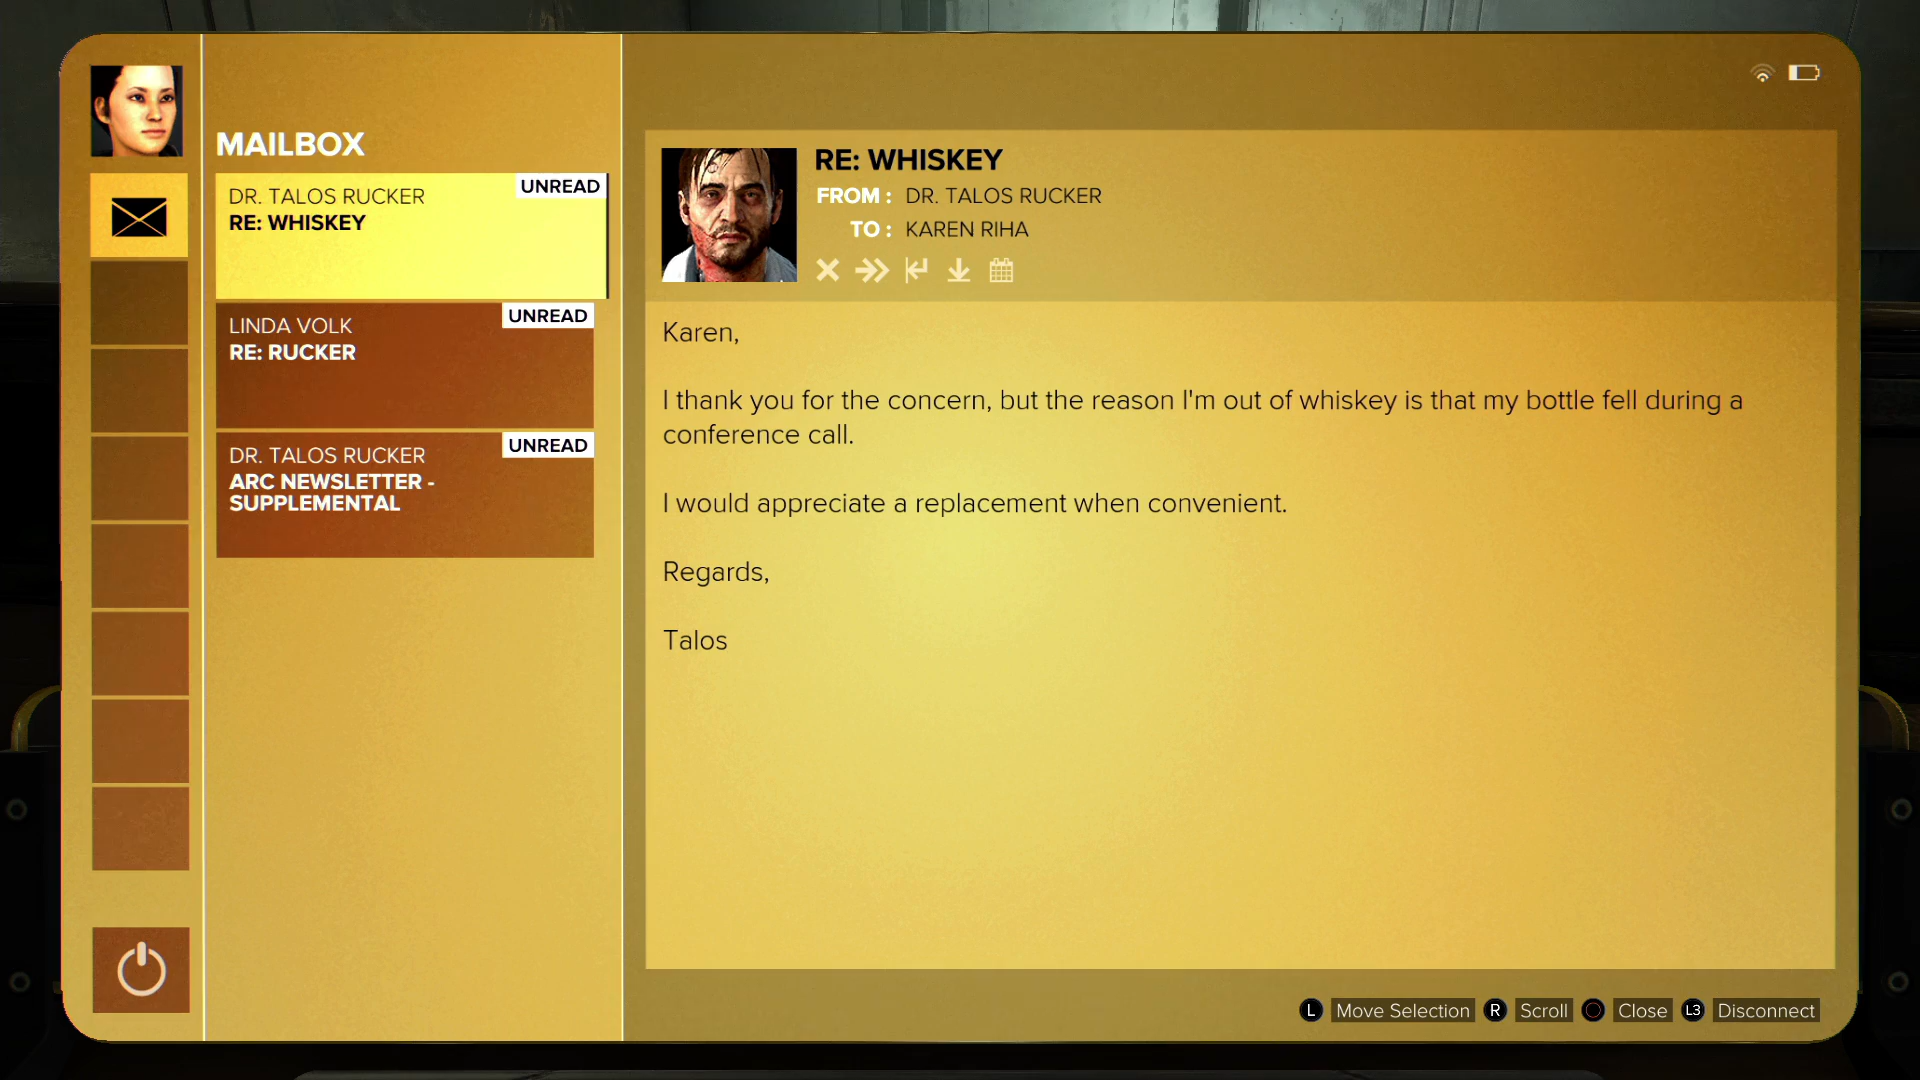 MAILBOX
DR. TALOS RUCKER
UNREAD
RE: WHISKEY
LINDA VOLK
UNREAD
RE: RUCKER
DR. TALOS RUCKER
UNREAD
ARC NEWSLETTER -
SUPPLEMENTAL
RE: WHISKEY
FROM : DR. TALOS RUCKER
TO : KAREN RIHA
Karen,
I thank you for the concern, but the reason I'm out of whiskey is that my bottle fell during a
conference call.
I would appreciate a replacement when convenient.
Regards,
Talos
L Move Selection R Scroll Close L3 Disconnect